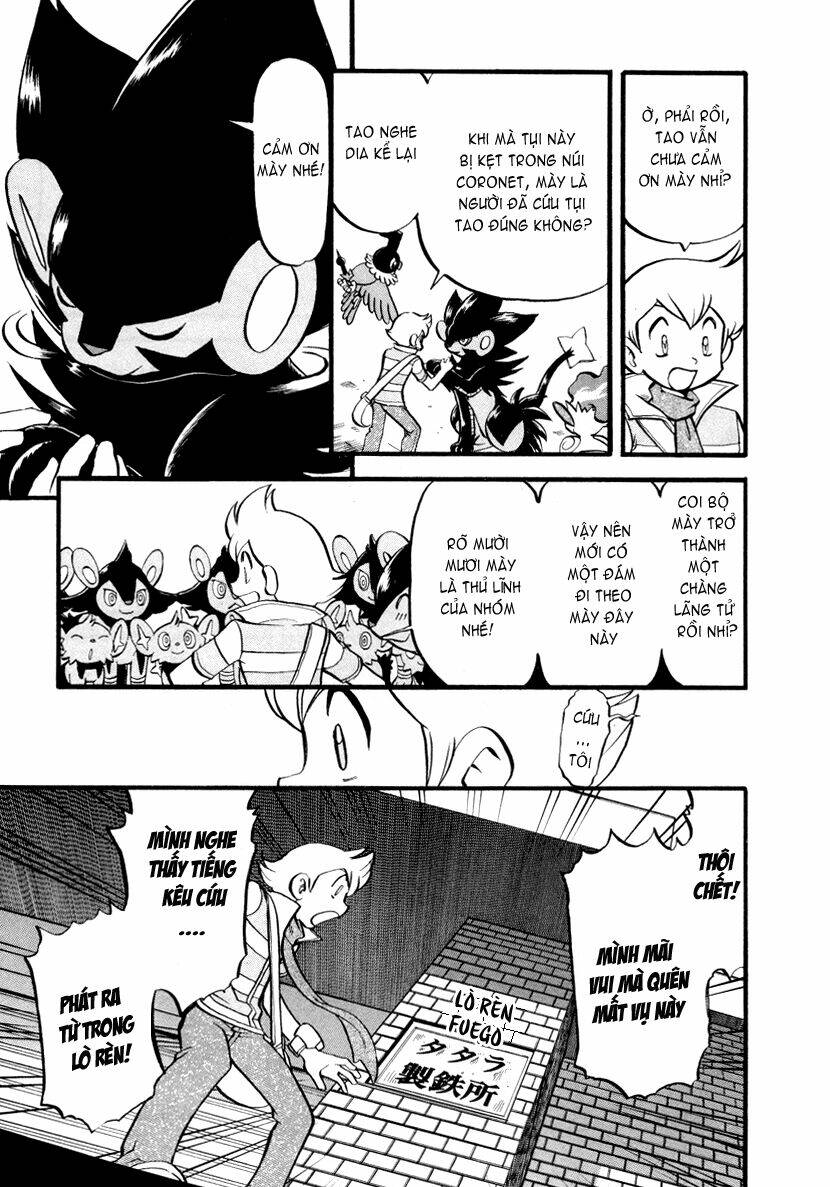 Ờ, PHẢI RỒI,
TAO VẪN
CHƯA CẢM
ƠN MÀY NHỈ?
KHI MÀ TỤI NÀY
BỊ KẸT TRONG NÚI
CORONET, MÀY LÀ
NGƯỜI ĐÃ CỨU TỤI
TAO ĐÚNG KHÔNG?
TAO NGHE
DIA KỂ LẠI
CẢM ƠN
MÀY NHÉ!
COI BỘ
MÀY TRỞ
THÀNH
MỘT
CHÀNG
LÃNG TỬ
RỒI NHỈ?
VẬY NÊN
MỚI CÓ
MỘT ĐÁM
ĐI THEO
MÀY ĐÂY
NÀY
RÕ MƯỜI
MƯƠI MÀY
LÀ THỦ LĨNH
CỦA NHÓM
NHÉ!
CỨU
...
TÔI
THÔI
CHẾT!
MÌNH MÃI
VUI MÀ QUÊN
MẤT VỤ NÀY
LÒ RÈN
FUEGO
タタラ
製鉄所
MÌNH NGHE
THẤY TIẾNG
KÊU CỨU
....
PHÁT RA
TỪ TRONG
LÒ RÈN!